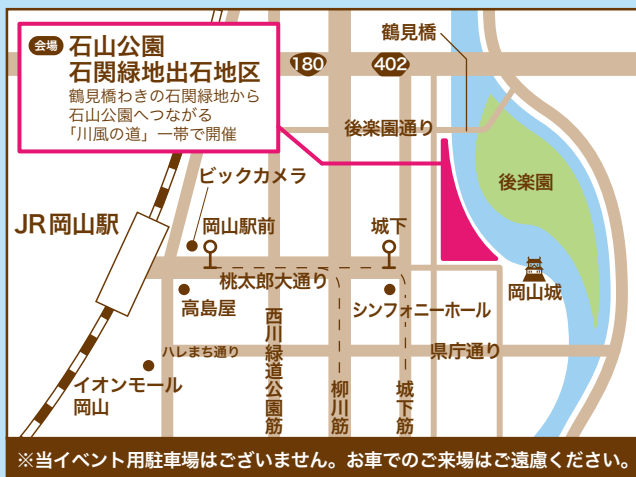 会場 石山公園
石関緑地出石地区
鶴見橋わきの石関緑地から
石山公園へつながる
「川風の道」一帯で開催
鶴見橋
180
402
後楽園通り
ビックカメラ
後楽園
JR岡山駅
岡山駅前
城下
桃太郎大通り
岡山城
高島屋
シンフォニーホール
ハレまち通り
県庁通り
イオンモール
岡山
西川緑道公園筋
柳川筋
城下筋
※当イベント用駐車場はございません。お車でのご来場はご遠慮ください。